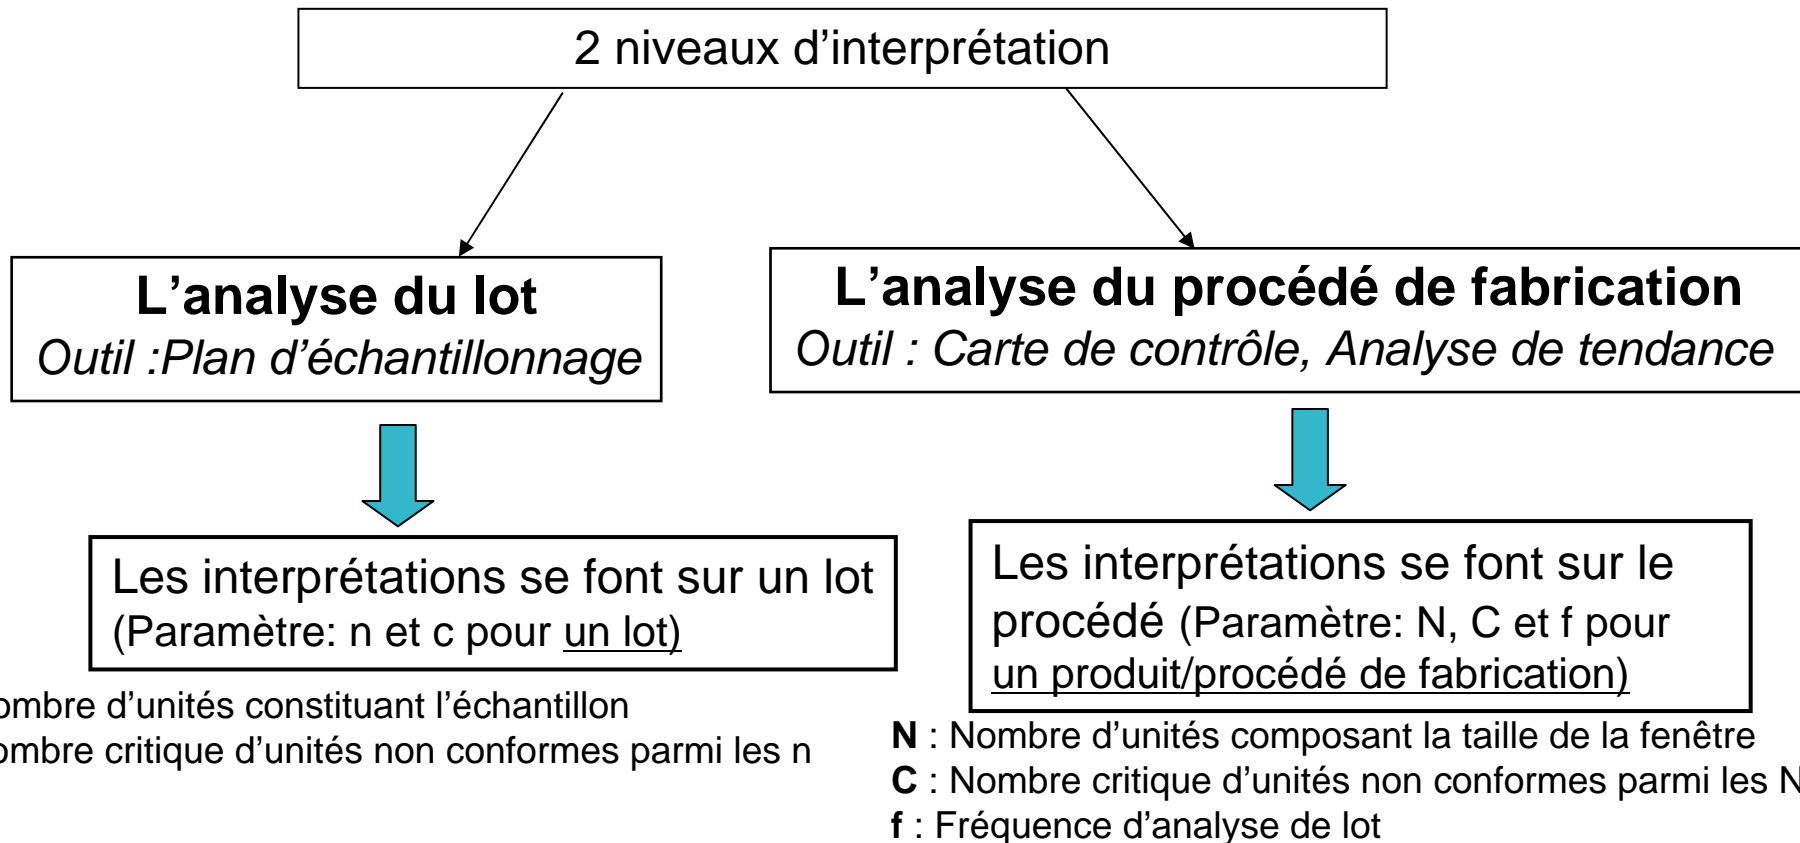 2 niveaux d’interprétation
L’analyse du lot
Outil :Plan d’échantillonnage
L’analyse du procédé de fabrication
Outil : Carte de contrôle, Analyse de tendance
Les interprétations se font sur un lot
(Paramètre: n et c pour un lot)
ombre d’unités constituant l’échantillon
ombre critique d’unités non conformes parmi les n
Les interprétations se font sur le
procédé (Paramètre: N, C et f pour
un produit/procédé de fabrication)
N : Nombre d’unités composant la taille de la fenêtre
C : Nombre critique d’unités non conformes parmi les N
f : Fréquence d’analyse de lot